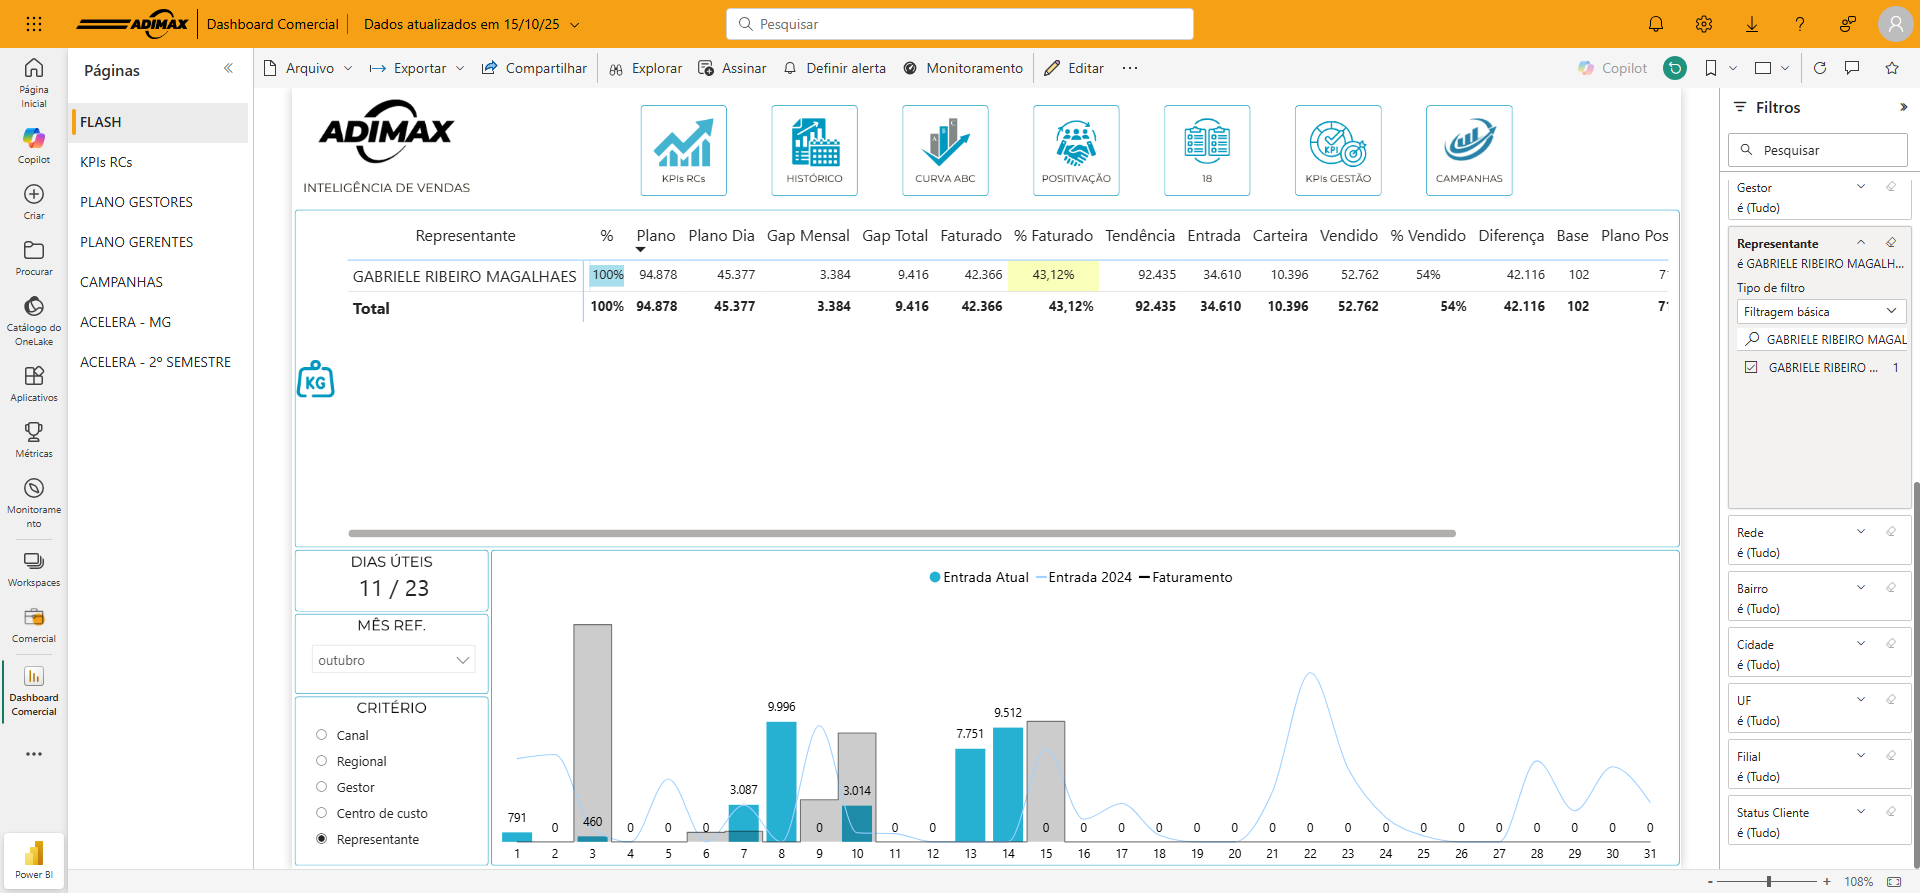 ADIMAX
Dashboard Comercial
Dados atualizados em 15/10/25
Pesquisar
Página Inicial
Copilot
Criar
Procurar
Catálogo do OneLake
Aplicativos
Métricas
Monitorame
nto
Workspaces
Comercial
Dashboard Comercial
Power BI
Páginas
FLASH
KPIs RCs
PLANO GESTORES
PLANO GERENTES
CAMPANHAS
ACELERA - MG
ACELERA - 2º SEMESTRE
Arquivo
Exportar
Compartilhar
Explorar
Assinar
Definir alerta
Monitoramento
Editar
Copilot
ADIMAX
INTELIGÊNCIA DE VENDAS
KPIs RCs
HISTÓRICO
A B C
CURVA ABC
POSITIVAÇÃO
18
KPI
KPIs GESTÃO
CAMPANHAS
Representante % Plano Plano Dia Gap Mensal Gap Total Faturado % Faturado Tendência Entrada Carteira Vendido % Vendido Diferença Base Plano Pos
GABRIELE RIBEIRO MAGALHAES 100% 94.878 45.377 3.384 9.416 42.366 43,12% 92.435 34.610 10.396 52.762 54% 42.116 102 71
Total 100% 94.878 45.377 3.384 9.416 42.366 43,12% 92.435 34.610 10.396 52.762 54% 42.116 102 71
KG
DIAS ÚTEIS
11 / 23
MÊS REF.
outubro
CRITÉRIO
Canal
Regional
Gestor
Centro de custo
Representante
Entrada Atual Entrada 2024 Faturamento
791 0 460 0 0 0 3.087 9.996 0 3.014 0 0 7.751 9.512 0 0 0 0 0 0 0 0 0 0 0 0 0 0 0 0 0
1 2 3 4 5 6 7 8 9 10 11 12 13 14 15 16 17 18 19 20 21 22 23 24 25 26 27 28 29 30 31
Filtros
Pesquisar
Gestor
é (Tudo)
Representante
é GABRIELE RIBEIRO MAGALH...
Tipo de filtro
Filtragem básica
GABRIELE RIBEIRO MAGAL
GABRIELE RIBEIRO ... 1
Rede
é (Tudo)
Bairro
é (Tudo)
Cidade
é (Tudo)
UF
é (Tudo)
Filial
é (Tudo)
Status Cliente
é (Tudo)
- + 108%